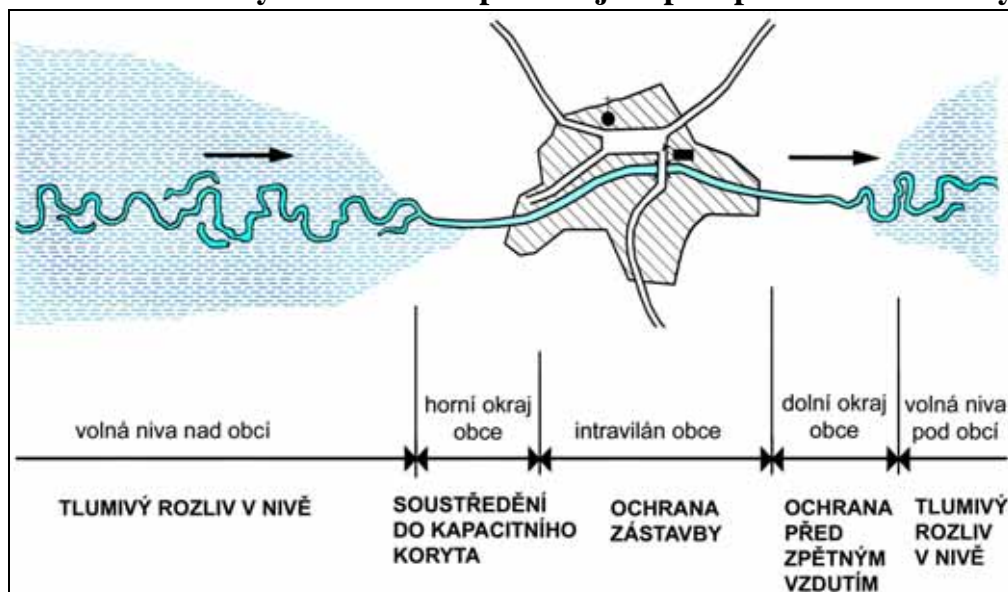 volná niva nad obcí
horní okraj
obce
intravilán obce
dolní okraj
obce
volná niva
pod obcí
TLUMIVÝ ROZLIV V NIVĚ
SOUSTŘEDĚNÍ
DO KAPACITNÍHO
KORYTA
OCHRANA
ZÁSTAVBY
OCHRANA
PŘED
ZPĚTNÝM
VZDUTÍM
TLUMIVÝ
ROZLIV
V NIVĚ